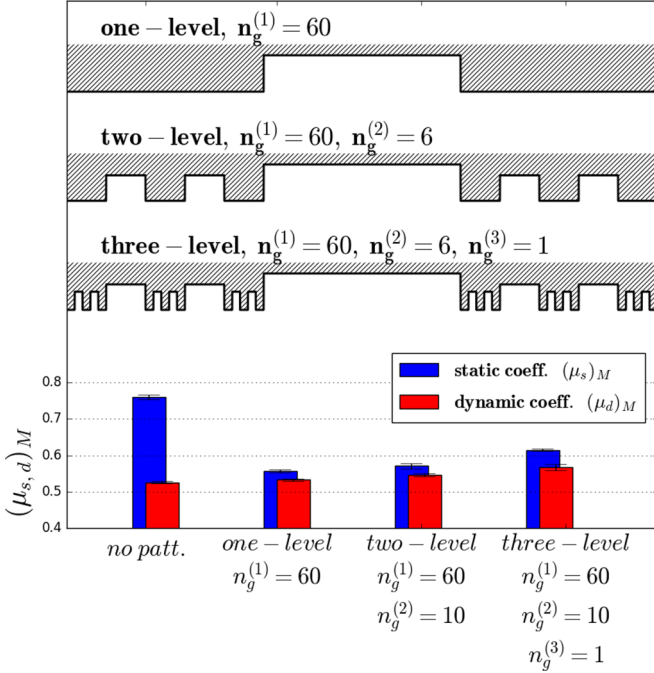 one – level, n_g^(1) = 60
two – level, n_g^(1) = 60, n_g^(2) = 6
three – level, n_g^(1) = 60, n_g^(2) = 6, n_g^(3) = 1
static coeff. (μ_s)_M
dynamic coeff. (μ_d)_M
(μ_s, d)_M
0.8
0.7
0.6
0.5
0.4
no patt. one – level two – level three – level
n_g^(1) = 60 n_g^(1) = 60 n_g^(1) = 60
n_g^(2) = 10 n_g^(2) = 10
n_g^(3) = 1